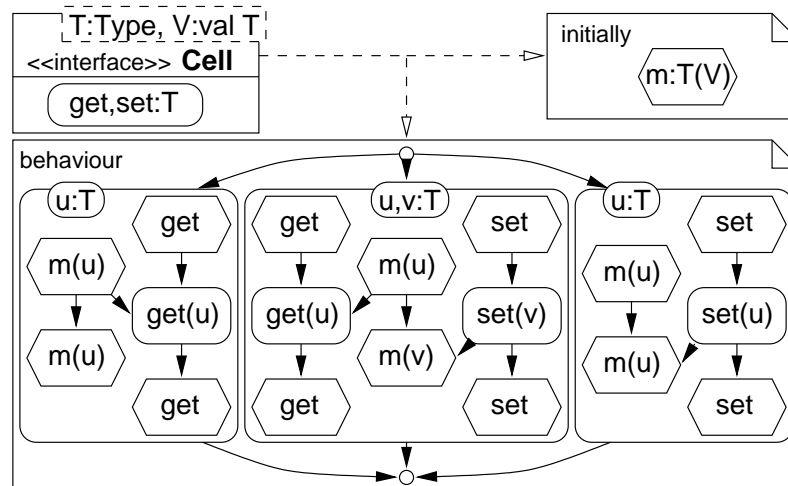 T:Type, V:val T
<<interface>> Cell
get,set:T
initially
m:T(V)
behaviour
u:T
get
m(u)
get(u)
m(u)
get
u,v:T
get
m(u)
set
get(u)
set(v)
m(v)
get
set
u:T
set
m(u)
set(u)
m(u)
set